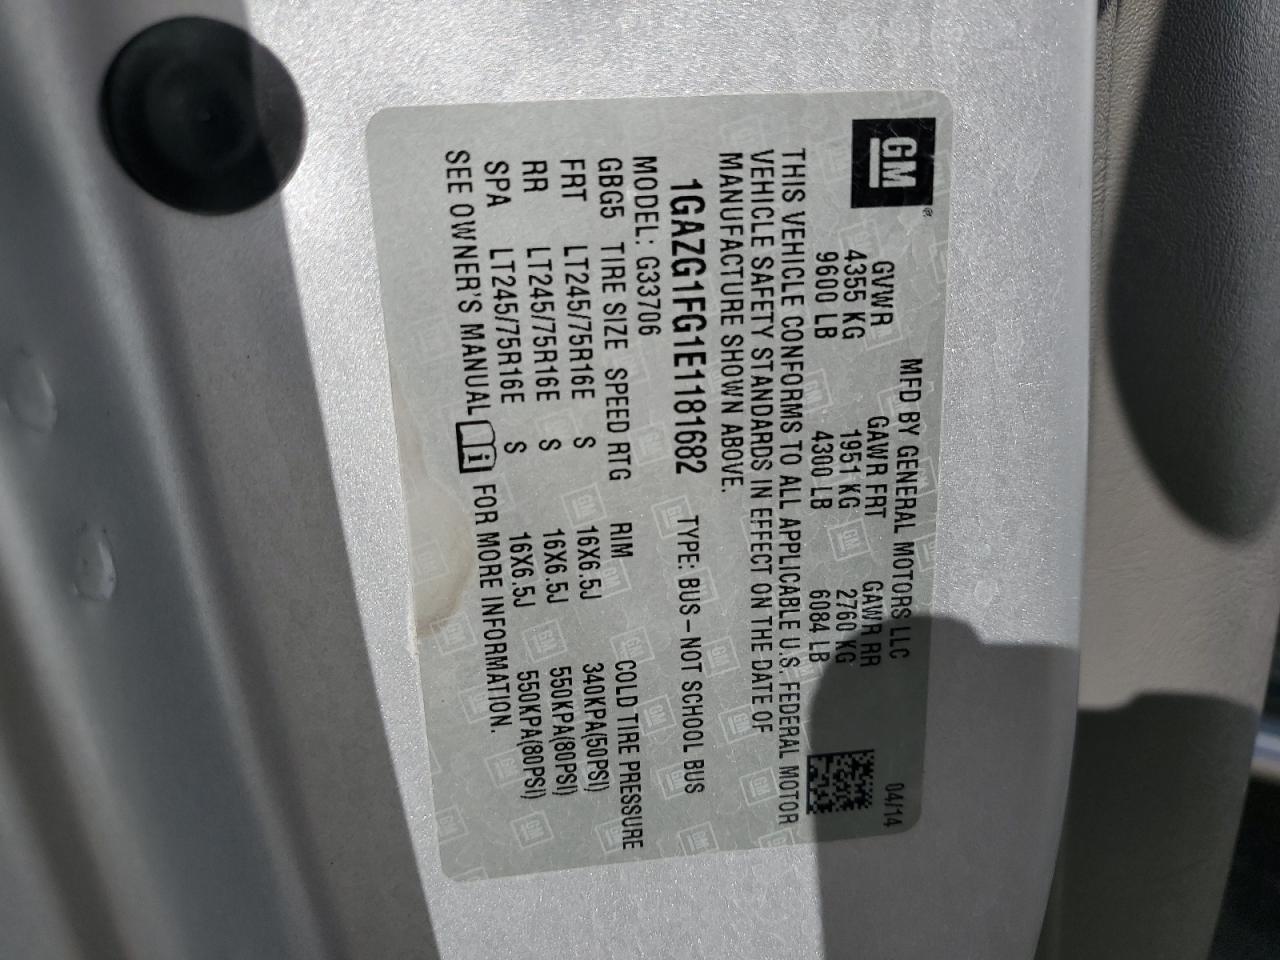 GM®
MFD BY GENERAL MOTORS LLC 04/14
GVWR GAWR FRT GAWR RR
4355 KG 1951 KG 2760 KG
9600 LB 4300 LB 6084 LB
THIS VEHICLE CONFORMS TO ALL APPLICABLE U.S. FEDERAL MOTOR
VEHICLE SAFETY STANDARDS IN EFFECT ON THE DATE OF
MANUFACTURE SHOWN ABOVE.
1GAZG1FG1E1181682 TYPE: BUS – NOT SCHOOL BUS
MODEL: G33706
GBG5 TIRE SIZE SPEED RTG RIM COLD TIRE PRESSURE
FRT LT245/75R16E S 16X6.5J 340KPA(50PSI)
RR LT245/75R16E S 16X6.5J 550KPA(80PSI)
SPA LT245/75R16E S 16X6.5J 550KPA(80PSI)
SEE OWNER'S MANUAL i FOR MORE INFORMATION.